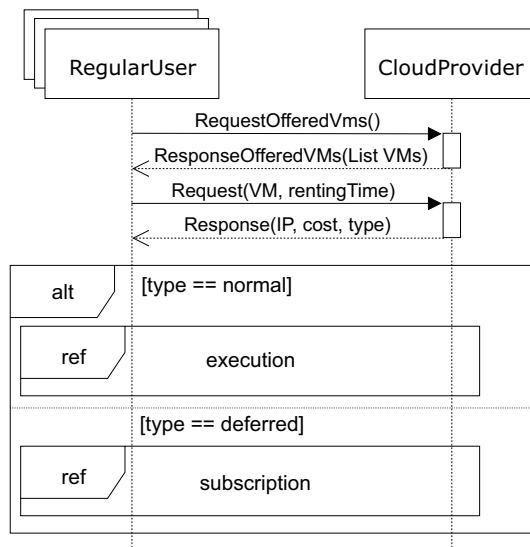 RegularUser
CloudProvider
RequestOfferedVms()
ResponseOfferedVMs(List VMs)
Request(VM, rentingTime)
Response(IP, cost, type)
alt
[type == normal]
ref
execution
[type == deferred]
ref
subscription